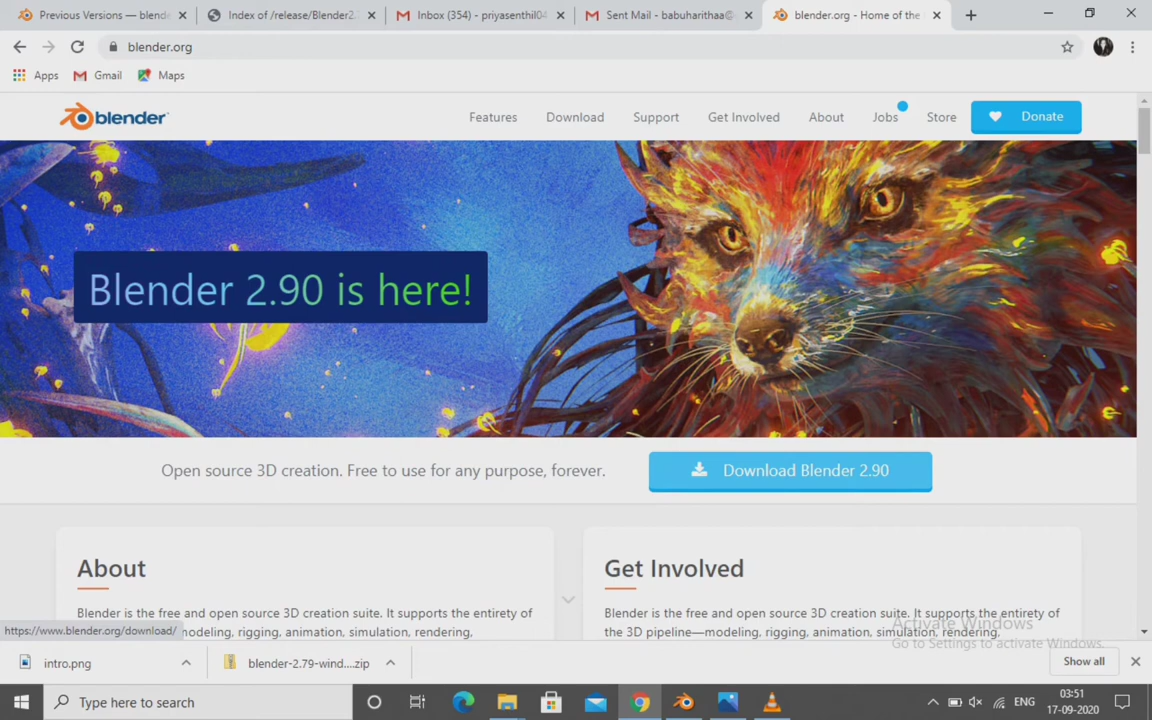 Previous Versions — blende
Index of /release/Blender2.
Inbox (354) - priyasenthil04
Sent Mail - babuharithaa@
blender.org - Home of the
blender.org
Apps
Gmail
Maps
blender
Features
Download
Support
Get Involved
About
Jobs
Store
Donate
Blender 2.90 is here!
Open source 3D creation. Free to use for any purpose, forever.
Download Blender 2.90
About
Blender is the free and open source 3D creation suite. It supports the entirety of
modeling, rigging, animation, simulation, rendering,
Get Involved
Blender is the free and open source 3D creation suite. It supports the entirety of
the 3D pipeline—modeling, rigging, animation, simulation, rendering,
Activate Windows
Go to Settings to activate Windows.
https://www.blender.org/download/
intro.png
blender-2.79-wind....zip
Show all
Type here to search
ENG
03:51
17-09-2020